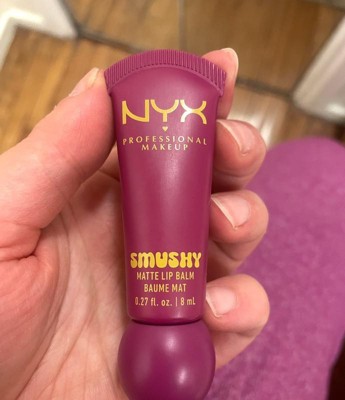 NYX
PROFESSIONAL
MAKEUP
SMUSHY
MATTE LIP BALM
BAUME MAT
0.27 fl. oz. | 8 mL